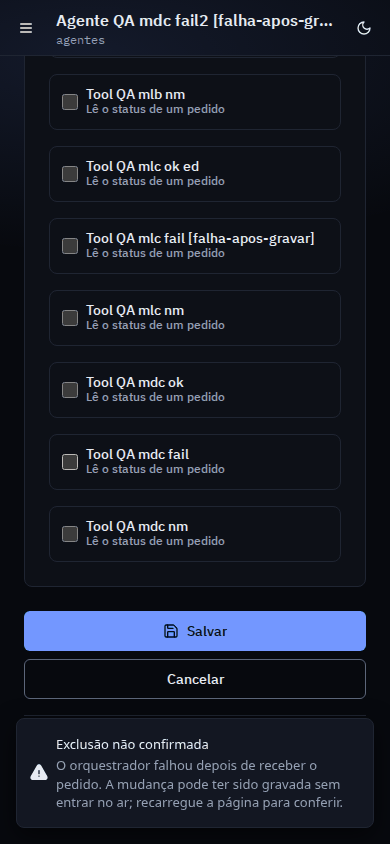 Agente QA mdc fail2 [falha-apos-gr...
agentes
Tool QA mlb nm
Lê o status de um pedido
Tool QA mlc ok ed
Lê o status de um pedido
Tool QA mlc fail [falha-apos-gravar]
Lê o status de um pedido
Tool QA mlc nm
Lê o status de um pedido
Tool QA mdc ok
Lê o status de um pedido
Tool QA mdc fail
Lê o status de um pedido
Tool QA mdc nm
Lê o status de um pedido
Salvar
Cancelar
Exclusão não confirmada
O orquestrador falhou depois de receber o
pedido. A mudança pode ter sido gravada sem
entrar no ar; recarregue a página para conferir.